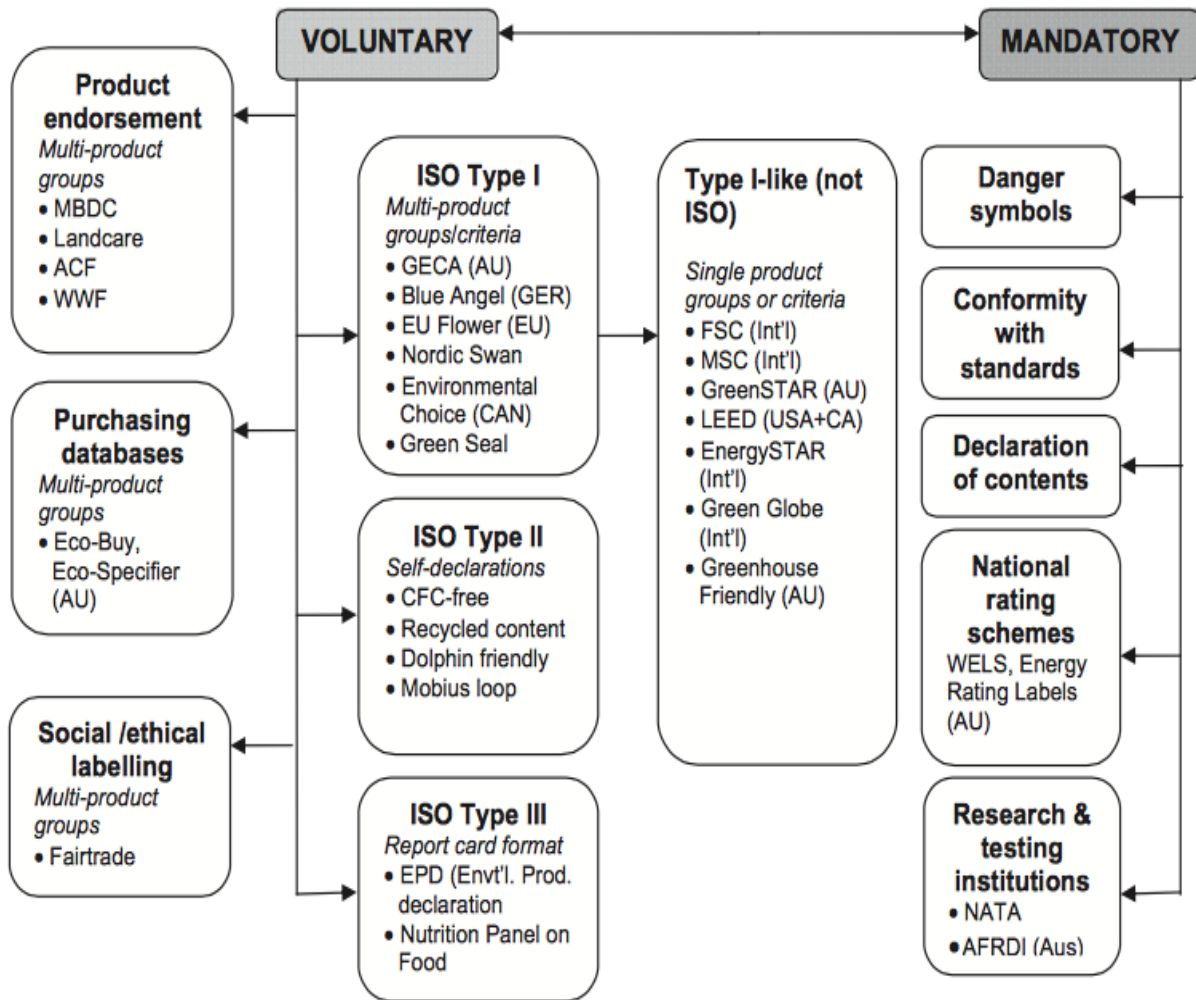 VOLUNTARY
MANDATORY
Product
endorsement
Multi-product
groups
• MBDC
• Landcare
• ACF
• WWF
Purchasing
databases
Multi-product
groups
• Eco-Buy,
Eco-Specifier
(AU)
Social /ethical
labelling
Multi-product
groups
• Fairtrade
ISO Type I
Multi-product
groups/criteria
• GECA (AU)
• Blue Angel (GER)
• EU Flower (EU)
• Nordic Swan
• Environmental
Choice (CAN)
• Green Seal
ISO Type II
Self-declarations
• CFC-free
• Recycled content
• Dolphin friendly
• Mobius loop
ISO Type III
Report card format
• EPD (Envt'l. Prod.
declaration
• Nutrition Panel on
Food
Type I-like (not
ISO)
Single product
groups or criteria
• FSC (Int'l)
• MSC (Int'l)
• GreenSTAR (AU)
• LEED (USA+CA)
• EnergySTAR
(Int'l)
• Green Globe
(Int'l)
• Greenhouse
Friendly (AU)
Danger
symbols
Conformity
with
standards
Declaration
of contents
National
rating
schemes
WELS, Energy
Rating Labels
(AU)
Research &
testing
institutions
• NATA
• AFRDI (Aus)